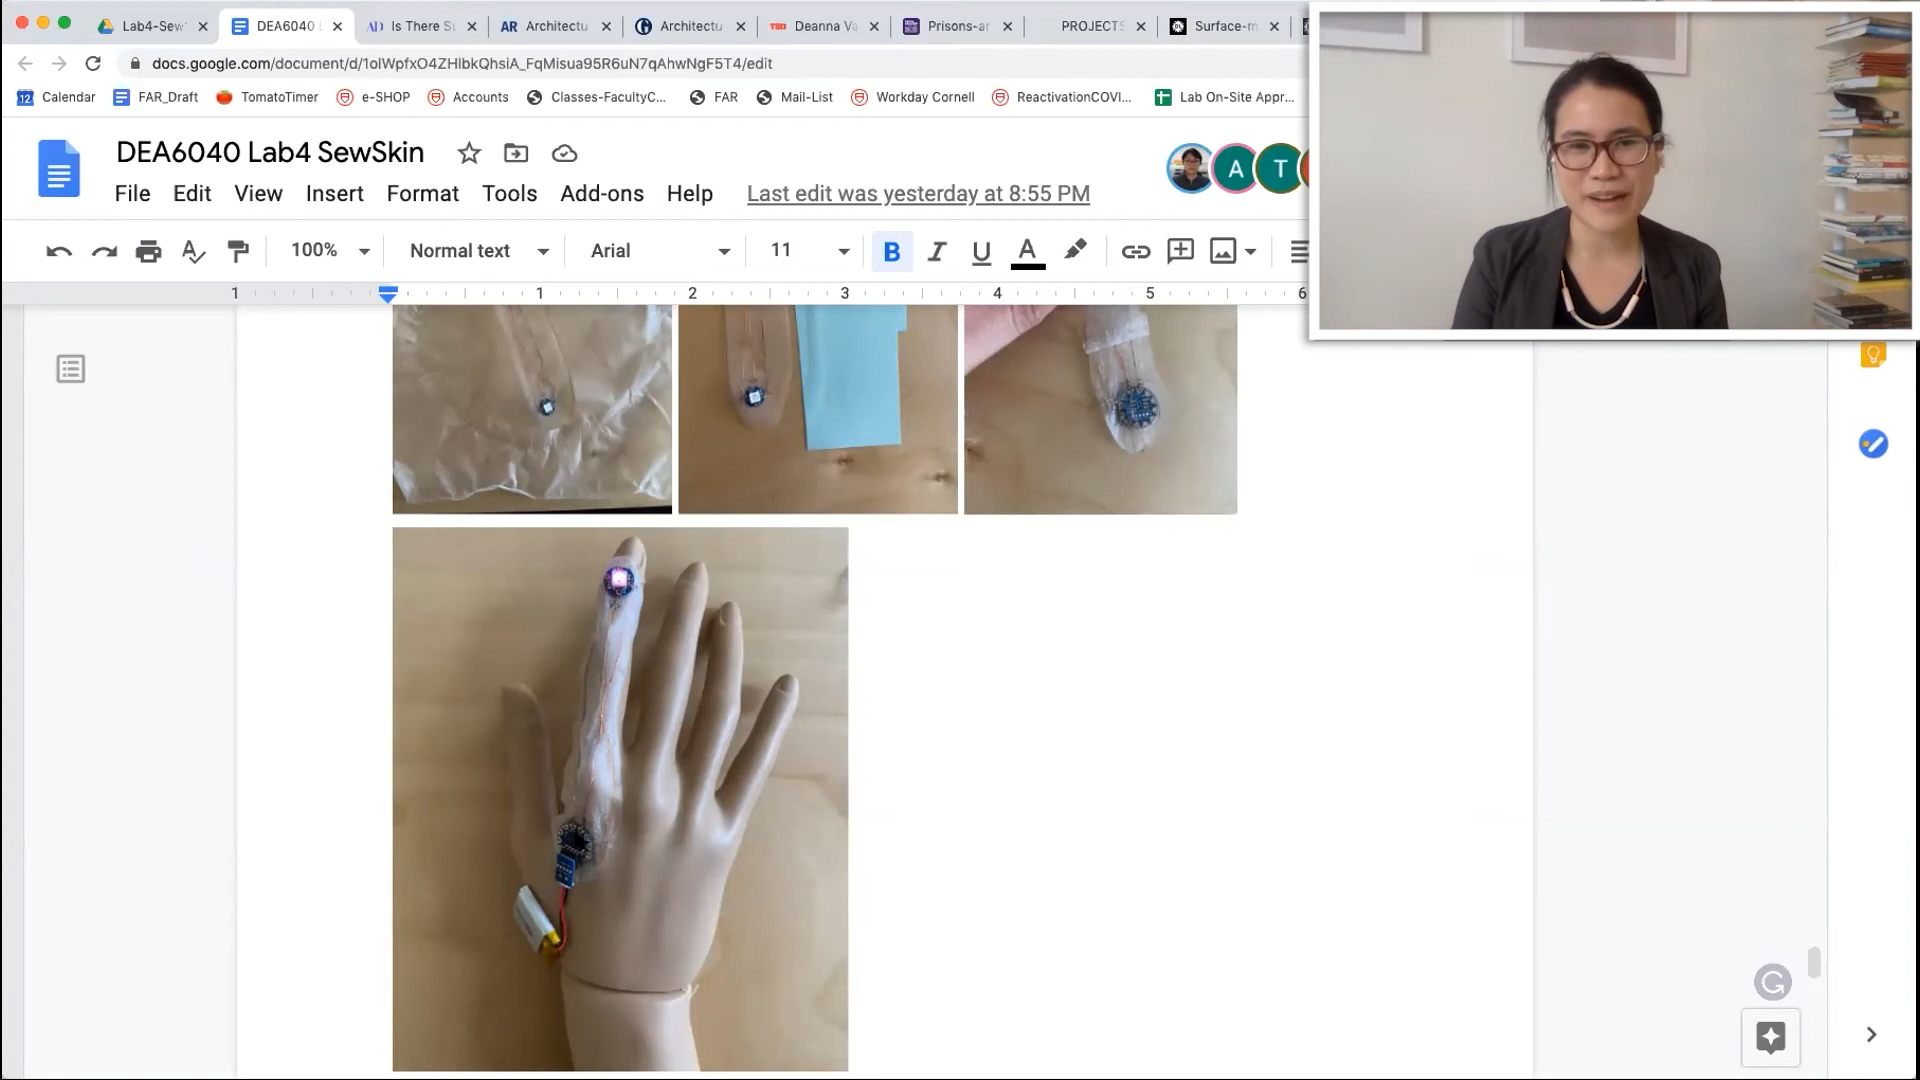 Lab4-Sew
DEA6040 L
Is There St
AR Architectu
Architectu
TED Deanna Va
Prisons-ar
PROJECTS
Surface-m
docs.google.com/document/d/1olWpfxO4ZHlbkQhsiA_FqMisua95R6uN7qAhwNgF5T4/edit
12 Calendar FAR_Draft TomatoTimer e-SHOP Accounts Classes-FacultyC... FAR Mail-List Workday Cornell ReactivationCOVI... Lab On-Site Appr...
DEA6040 Lab4 SewSkin
A T
File Edit View Insert Format Tools Add-ons Help Last edit was yesterday at 8:55 PM
100% Normal text Arial 11 B I U A
1 1 2 3 4 5 6